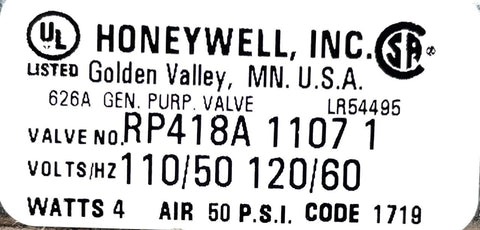 UL HONEYWELL, INC. SA ®
LISTED Golden Valley, MN. U.S.A.
626A GEN. PURP. VALVE LR54495
VALVE NO. RP418A 1107 1
VOLTS/HZ 110/50 120/60
WATTS 4 AIR 50 P.S.I. CODE 1719